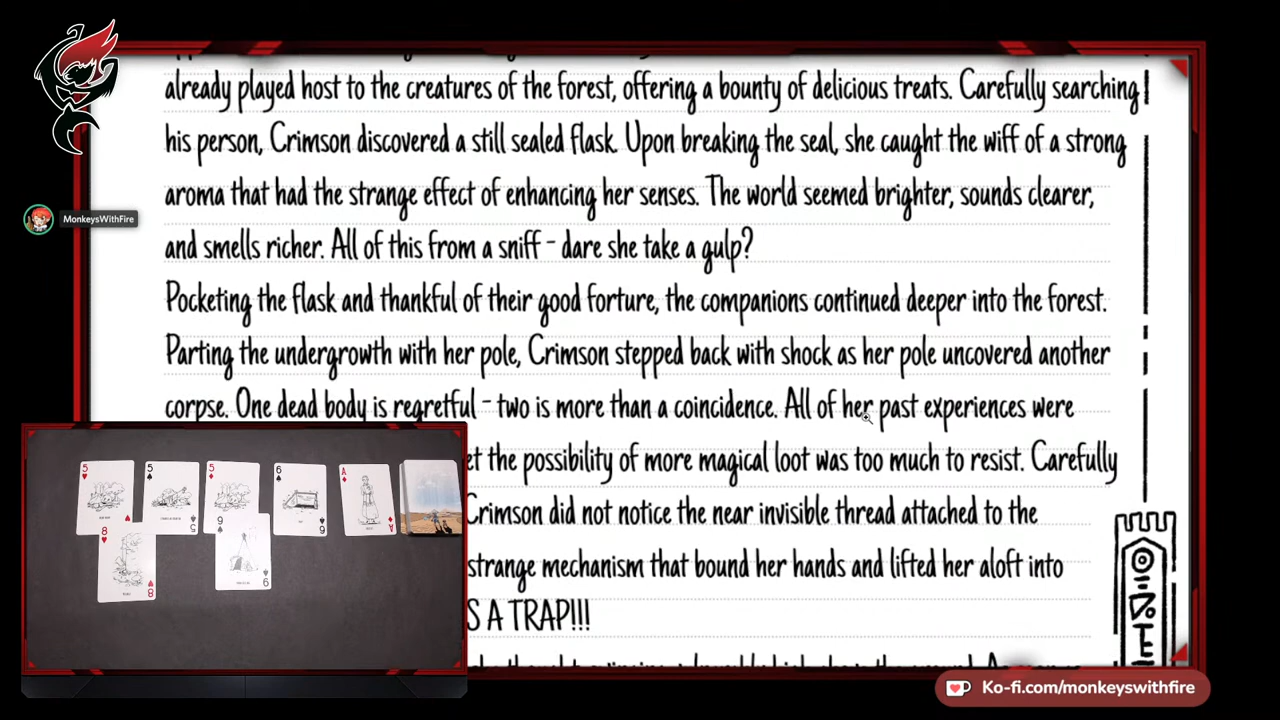 already played host to the creatures of the forest, offering a bounty of delicious treats. Carefully searching
his person, Crimson discovered a still sealed flask. Upon breaking the seal, she caught the wiff of a strong
aroma that had the strange effect of enhancing her senses. The world seemed brighter, sounds clearer,
and smells richer. All of this from a sniff - dare she take a gulp?
Pocketing the flask and thankful of their good forture, the companions continued deeper into the forest.
Parting the undergrowth with her pole, Crimson stepped back with shock as her pole uncovered another
corpse. One dead body is regretful - two is more than a coincidence. All of her past experiences were
et the possibility of more magical loot was too much to resist. Carefully
Crimson did not notice the near invisible thread attached to the
strange mechanism that bound her hands and lifted her aloft into
S A TRAP!!!
MonkeysWithFire
5
5
5
6
A
8
9
Ko-fi.com/monkeyswithfire